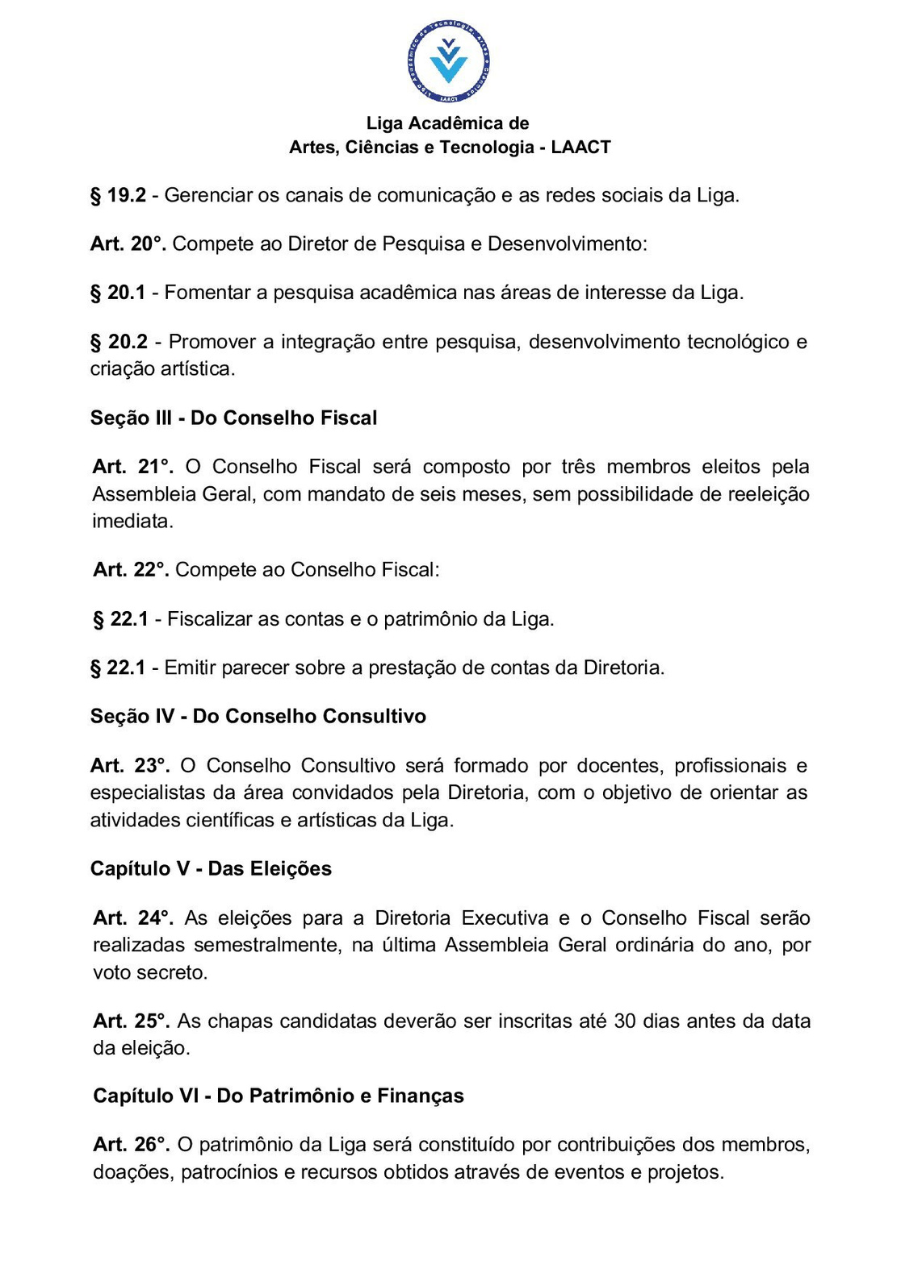 Liga Acadêmico de Tecnologia, Artes e Ciências
LAACT
Liga Acadêmica de
Artes, Ciências e Tecnologia - LAACT
§ 19.2 - Gerenciar os canais de comunicação e as redes sociais da Liga.
Art. 20°. Compete ao Diretor de Pesquisa e Desenvolvimento:
§ 20.1 - Fomentar a pesquisa acadêmica nas áreas de interesse da Liga.
§ 20.2 - Promover a integração entre pesquisa, desenvolvimento tecnológico e
criação artística.
Seção III - Do Conselho Fiscal
Art. 21°. O Conselho Fiscal será composto por três membros eleitos pela
Assembleia Geral, com mandato de seis meses, sem possibilidade de reeleição
imediata.
Art. 22°. Compete ao Conselho Fiscal:
§ 22.1 - Fiscalizar as contas e o patrimônio da Liga.
§ 22.1 - Emitir parecer sobre a prestação de contas da Diretoria.
Seção IV - Do Conselho Consultivo
Art. 23°. O Conselho Consultivo será formado por docentes, profissionais e
especialistas da área convidados pela Diretoria, com o objetivo de orientar as
atividades científicas e artísticas da Liga.
Capítulo V - Das Eleições
Art. 24°. As eleições para a Diretoria Executiva e o Conselho Fiscal serão
realizadas semestralmente, na última Assembleia Geral ordinária do ano, por
voto secreto.
Art. 25°. As chapas candidatas deverão ser inscritas até 30 dias antes da data
da eleição.
Capítulo VI - Do Patrimônio e Finanças
Art. 26°. O patrimônio da Liga será constituído por contribuições dos membros,
doações, patrocínios e recursos obtidos através de eventos e projetos.